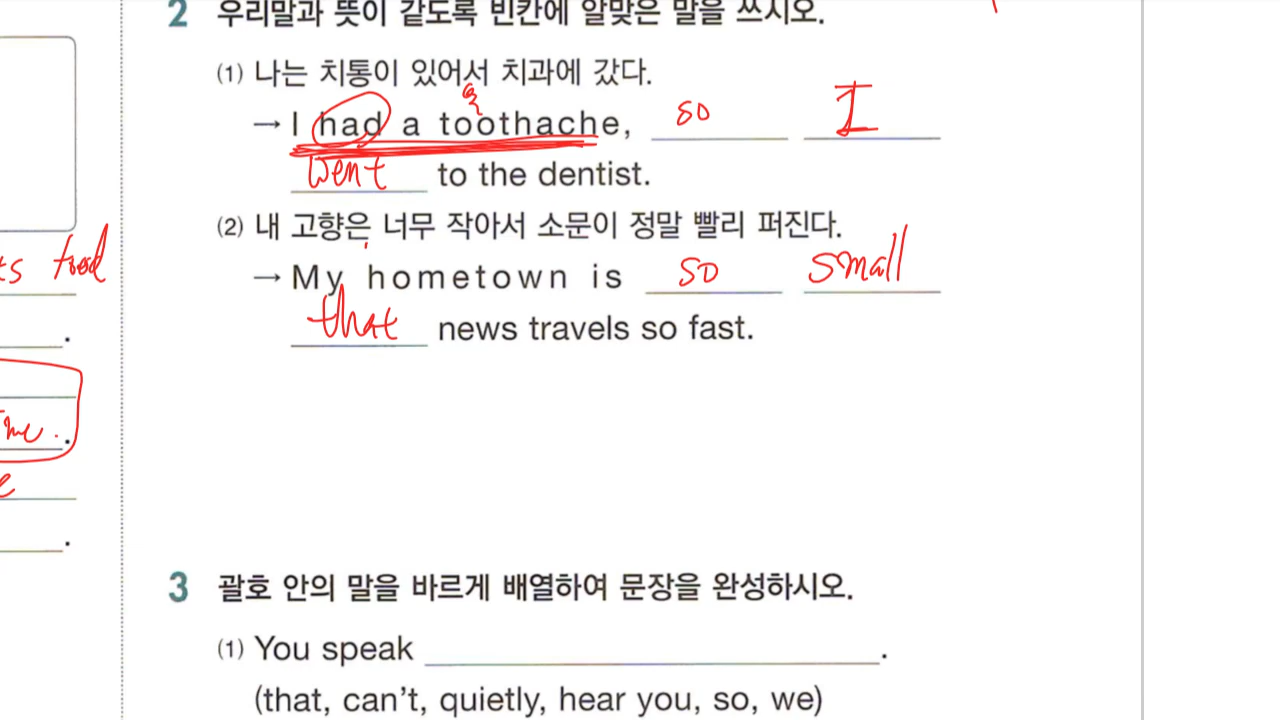 2 우리말과 뜻이 같도록 빈칸에 알맞은 말을 쓰시오.
(1) 나는 치통이 있어서 치과에 갔다.
→ I had a toothache, so I
went to the dentist.
(2) 내 고향은 너무 작아서 소문이 정말 빨리 퍼진다.
→ My hometown is so small
that news travels so fast.
food
me.
3 괄호 안의 말을 바르게 배열하여 문장을 완성하시오.
(1) You speak .
(that, can't, quietly, hear you, so, we)